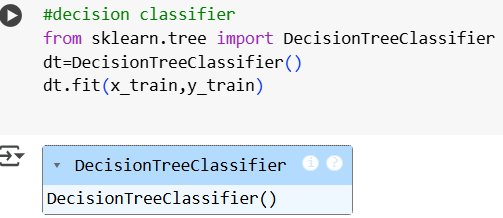 #decision classifier
from sklearn.tree import DecisionTreeClassifier
dt=DecisionTreeClassifier()
dt.fit(x_train,y_train)
DecisionTreeClassifier i ?
DecisionTreeClassifier()